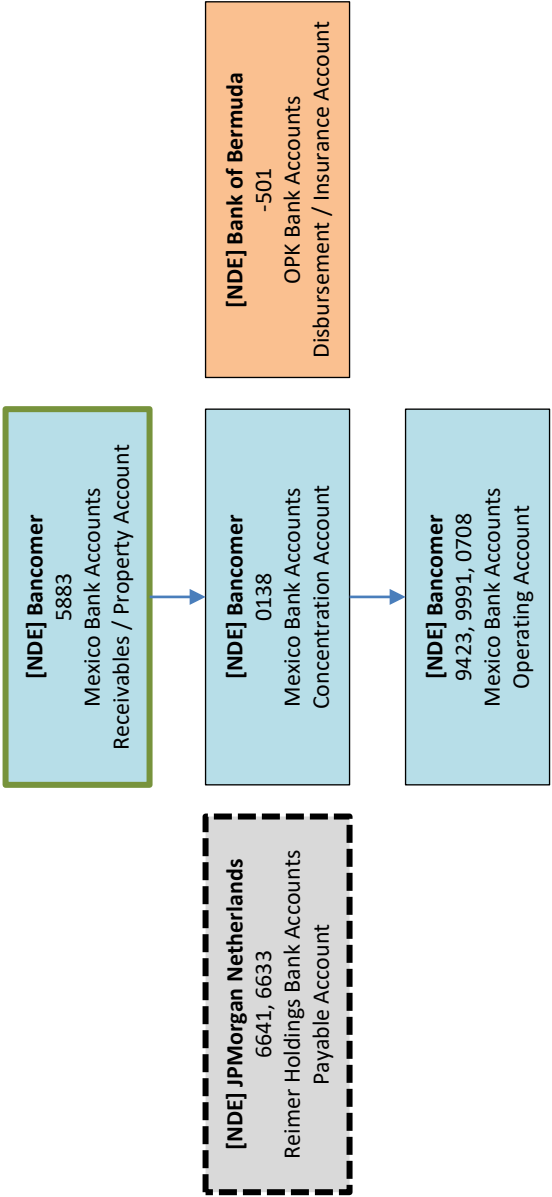 [NDE] JPMorgan Netherlands
6641, 6633
Reimer Holdings Bank Accounts
Payable Account
[NDE] Bancomer
5883
Mexico Bank Accounts
Receivables / Property Account
[NDE] Bancomer
0138
Mexico Bank Accounts
Concentration Account
[NDE] Bancomer
9423, 9991, 0708
Mexico Bank Accounts
Operating Account
[NDE] Bank of Bermuda
-501
OPK Bank Accounts
Disbursement / Insurance Account